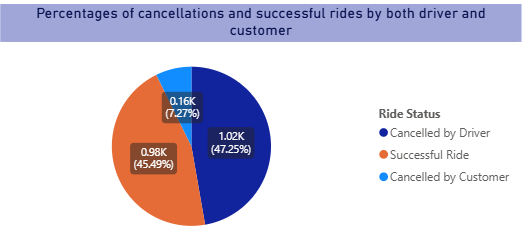 Percentages of cancellations and successful rides by both driver and
customer
0.16K
(7.27%)
1.02K
(47.25%)
0.98K
(45.49%)
Ride Status
Cancelled by Driver
Successful Ride
Cancelled by Customer